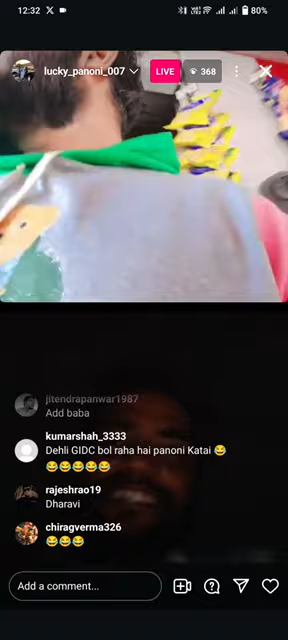 12:32
80%
lucky_panoni_007
LIVE
368
jitendrapanwar1987
Add baba
kumarshah_3333
Dehli GIDC bol raha hai panoni Katai 😂
😂😂😂😂😂
rajeshrao19
Dharavi
chiragverma326
😂😂😂
Add a comment...